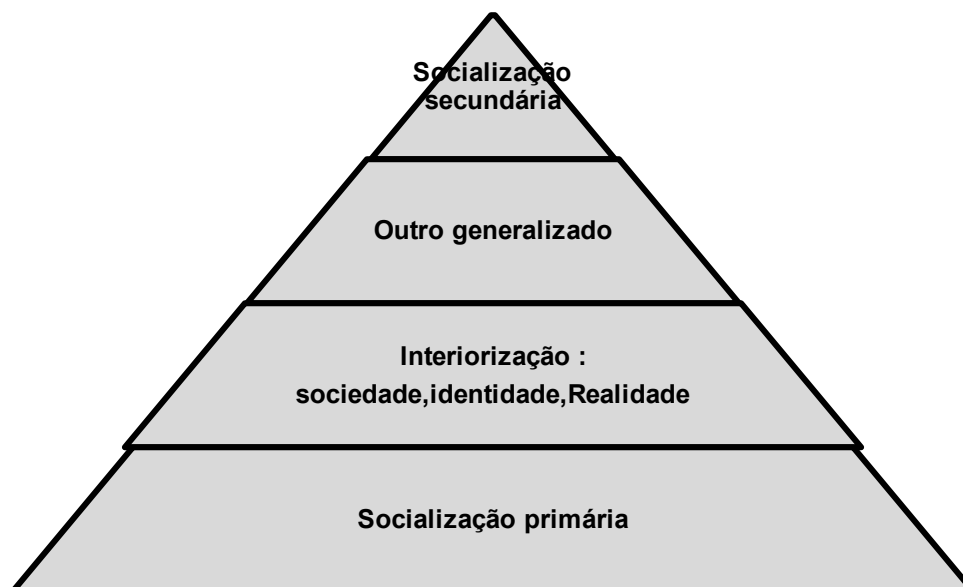 Socialização
secundária
Outro generalizado
Interiorização :
sociedade,identidade,Realidade
Socialização primária